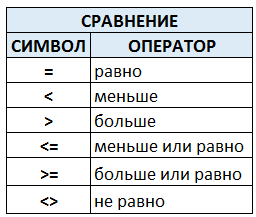 СРАВНЕНИЕ
СИМВОЛ ОПЕРАТОР
= равно
< меньше
> больше
<= меньше или равно
>= больше или равно
<> не равно